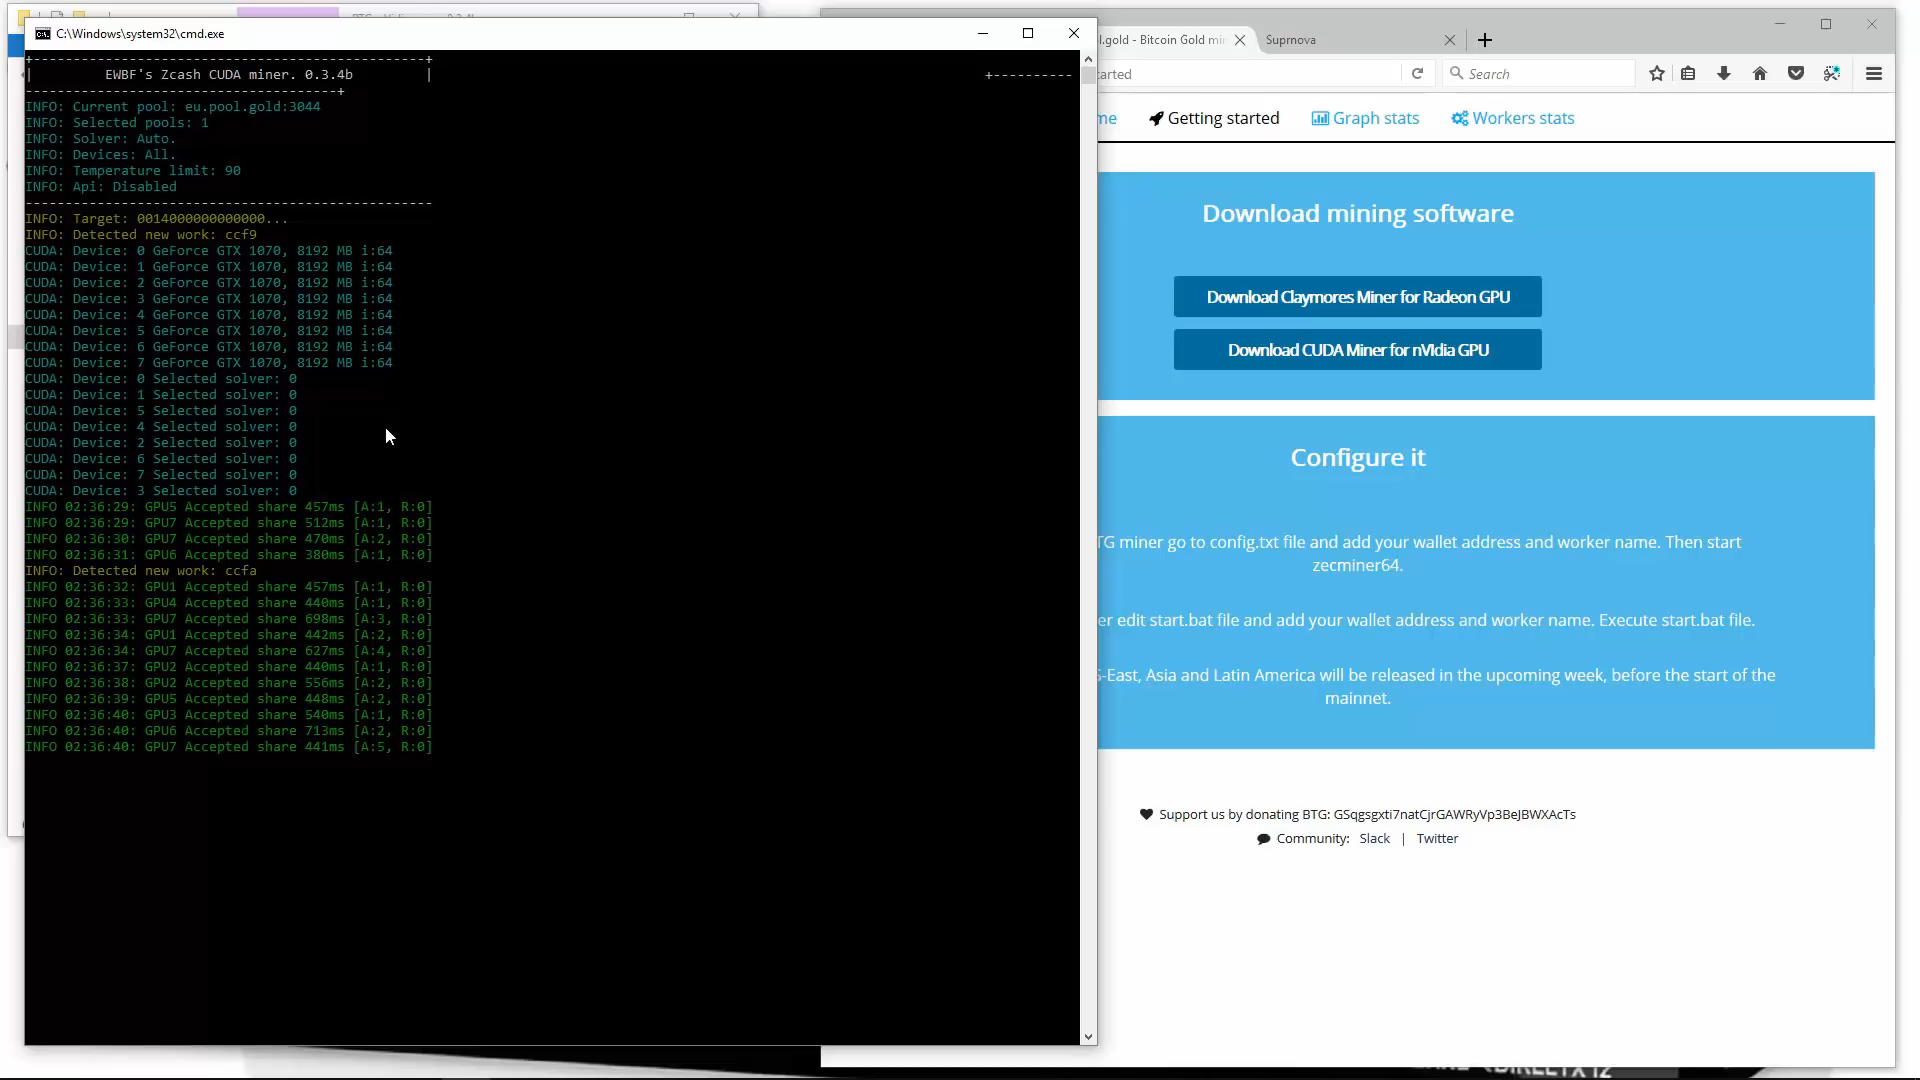 C:\Windows\system32\cmd.exe
+-------------------------------------------------+
| EWBF's Zcash CUDA miner. 0.3.4b | +----------
---------------------------------------+
INFO: Current pool: eu.pool.gold:3044
INFO: Selected pools: 1
INFO: Solver: Auto.
INFO: Devices: All.
INFO: Temperature limit: 90
INFO: Api: Disabled
---------------------------------------------------
INFO: Target: 0014000000000000...
INFO: Detected new work: ccf9
CUDA: Device: 0 GeForce GTX 1070, 8192 MB i:64
CUDA: Device: 1 GeForce GTX 1070, 8192 MB i:64
CUDA: Device: 2 GeForce GTX 1070, 8192 MB i:64
CUDA: Device: 3 GeForce GTX 1070, 8192 MB i:64
CUDA: Device: 4 GeForce GTX 1070, 8192 MB i:64
CUDA: Device: 5 GeForce GTX 1070, 8192 MB i:64
CUDA: Device: 6 GeForce GTX 1070, 8192 MB i:64
CUDA: Device: 7 GeForce GTX 1070, 8192 MB i:64
CUDA: Device: 0 Selected solver: 0
CUDA: Device: 1 Selected solver: 0
CUDA: Device: 5 Selected solver: 0
CUDA: Device: 4 Selected solver: 0
CUDA: Device: 2 Selected solver: 0
CUDA: Device: 6 Selected solver: 0
CUDA: Device: 7 Selected solver: 0
CUDA: Device: 3 Selected solver: 0
INFO 02:36:29: GPU5 Accepted share 457ms [A:1, R:0]
INFO 02:36:29: GPU7 Accepted share 512ms [A:1, R:0]
INFO 02:36:30: GPU7 Accepted share 470ms [A:2, R:0]
INFO 02:36:31: GPU6 Accepted share 380ms [A:1, R:0]
INFO: Detected new work: ccfa
INFO 02:36:32: GPU1 Accepted share 457ms [A:1, R:0]
INFO 02:36:33: GPU4 Accepted share 440ms [A:1, R:0]
INFO 02:36:33: GPU7 Accepted share 698ms [A:3, R:0]
INFO 02:36:34: GPU1 Accepted share 442ms [A:2, R:0]
INFO 02:36:34: GPU7 Accepted share 627ms [A:4, R:0]
INFO 02:36:37: GPU2 Accepted share 440ms [A:1, R:0]
INFO 02:36:38: GPU2 Accepted share 556ms [A:2, R:0]
INFO 02:36:39: GPU5 Accepted share 448ms [A:2, R:0]
INFO 02:36:40: GPU3 Accepted share 540ms [A:1, R:0]
INFO 02:36:40: GPU6 Accepted share 713ms [A:2, R:0]
INFO 02:36:40: GPU7 Accepted share 441ms [A:5, R:0]
l.gold - Bitcoin Gold min
Suprnova
arted
Search
me Getting started Graph stats Workers stats
Download mining software
Download Claymores Miner for Radeon GPU
Download CUDA Miner for nVidia GPU
Configure it
TG miner go to config.txt file and add your wallet address and worker name. Then start
zecminer64.
er edit start.bat file and add your wallet address and worker name. Execute start.bat file.
-East, Asia and Latin America will be released in the upcoming week, before the start of the
mainnet.
Support us by donating BTG: GSqgsgxti7natCjrGAWRyVp3BeJBWXAcTs
Community: Slack | Twitter